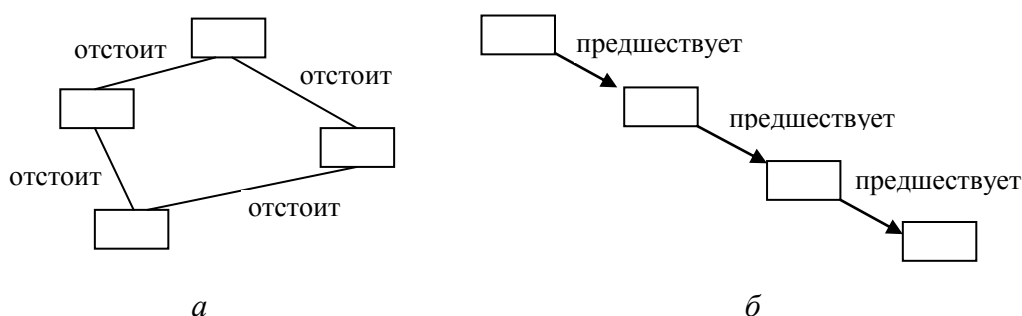 отстоит
отстоит
отстоит
отстоит
а
предшествует
предшествует
предшествует
б